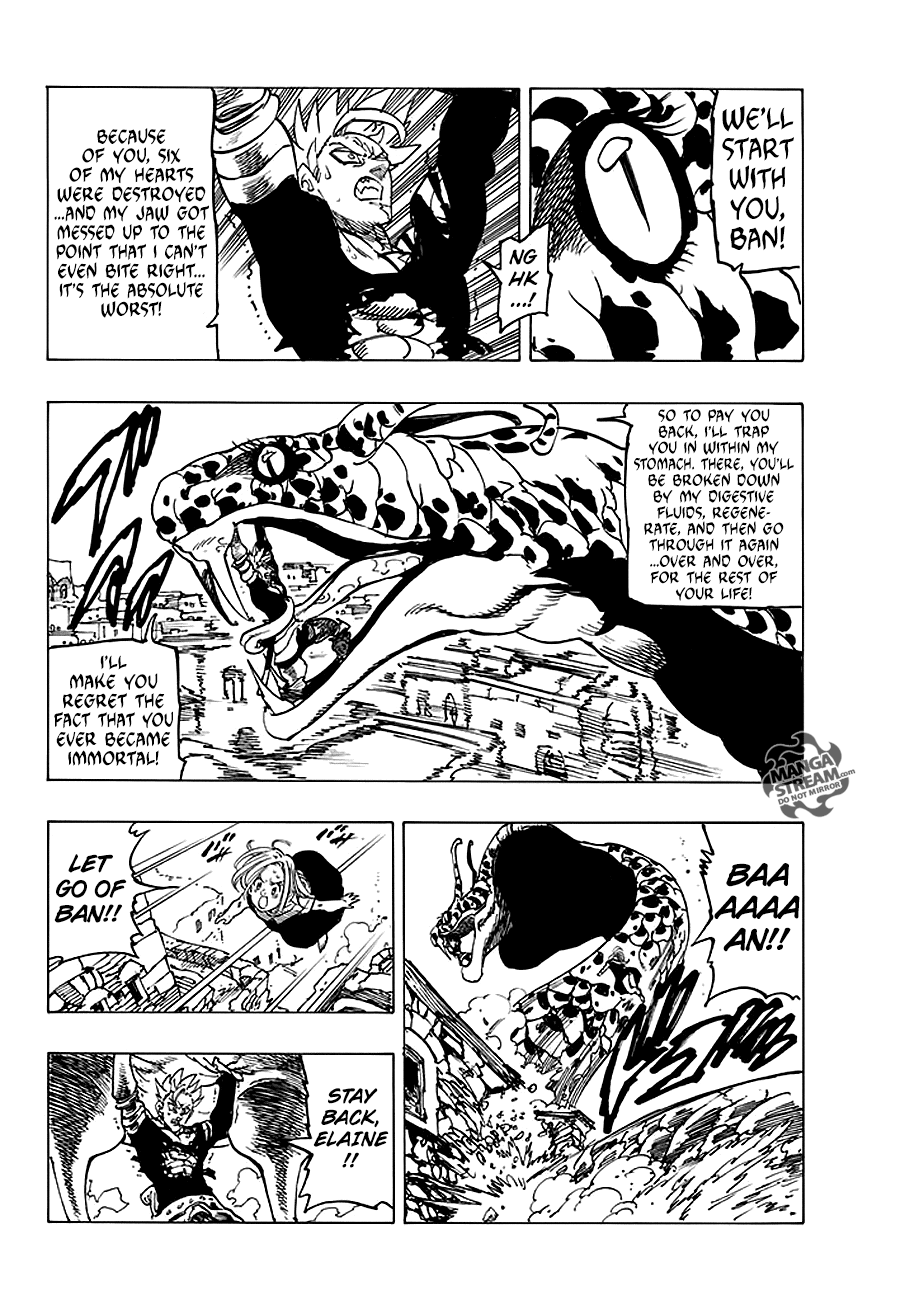 WE'LL
START
WITH
YOU,
BAN!
NG
HK
...!
BECAUSE
OF YOU, SIX
OF MY HEARTS
WERE DESTROYED
...AND MY JAW GOT
MESSED UP TO THE
POINT THAT I CAN'T
EVEN BITE RIGHT...
IT'S THE ABSOLUTE
WORST!
SO TO PAY YOU
BACK, I'LL TRAP
YOU IN WITHIN MY
STOMACH. THERE, YOU'LL
BE BROKEN DOWN
BY MY DIGESTIVE
FLUIDS, REGENE-
RATE, AND THEN GO
THROUGH IT AGAIN
...OVER AND OVER,
FOR THE REST OF
YOUR LIFE!
I'LL
MAKE YOU
REGRET THE
FACT THAT YOU
EVER BECAME
IMMORTAL!
MANGA
STREAM.com
DO NOT MIRROR
BAA
AAAAA
AN!!
LET
GO OF
BAN!!
STAY
BACK,
ELAINE
!!